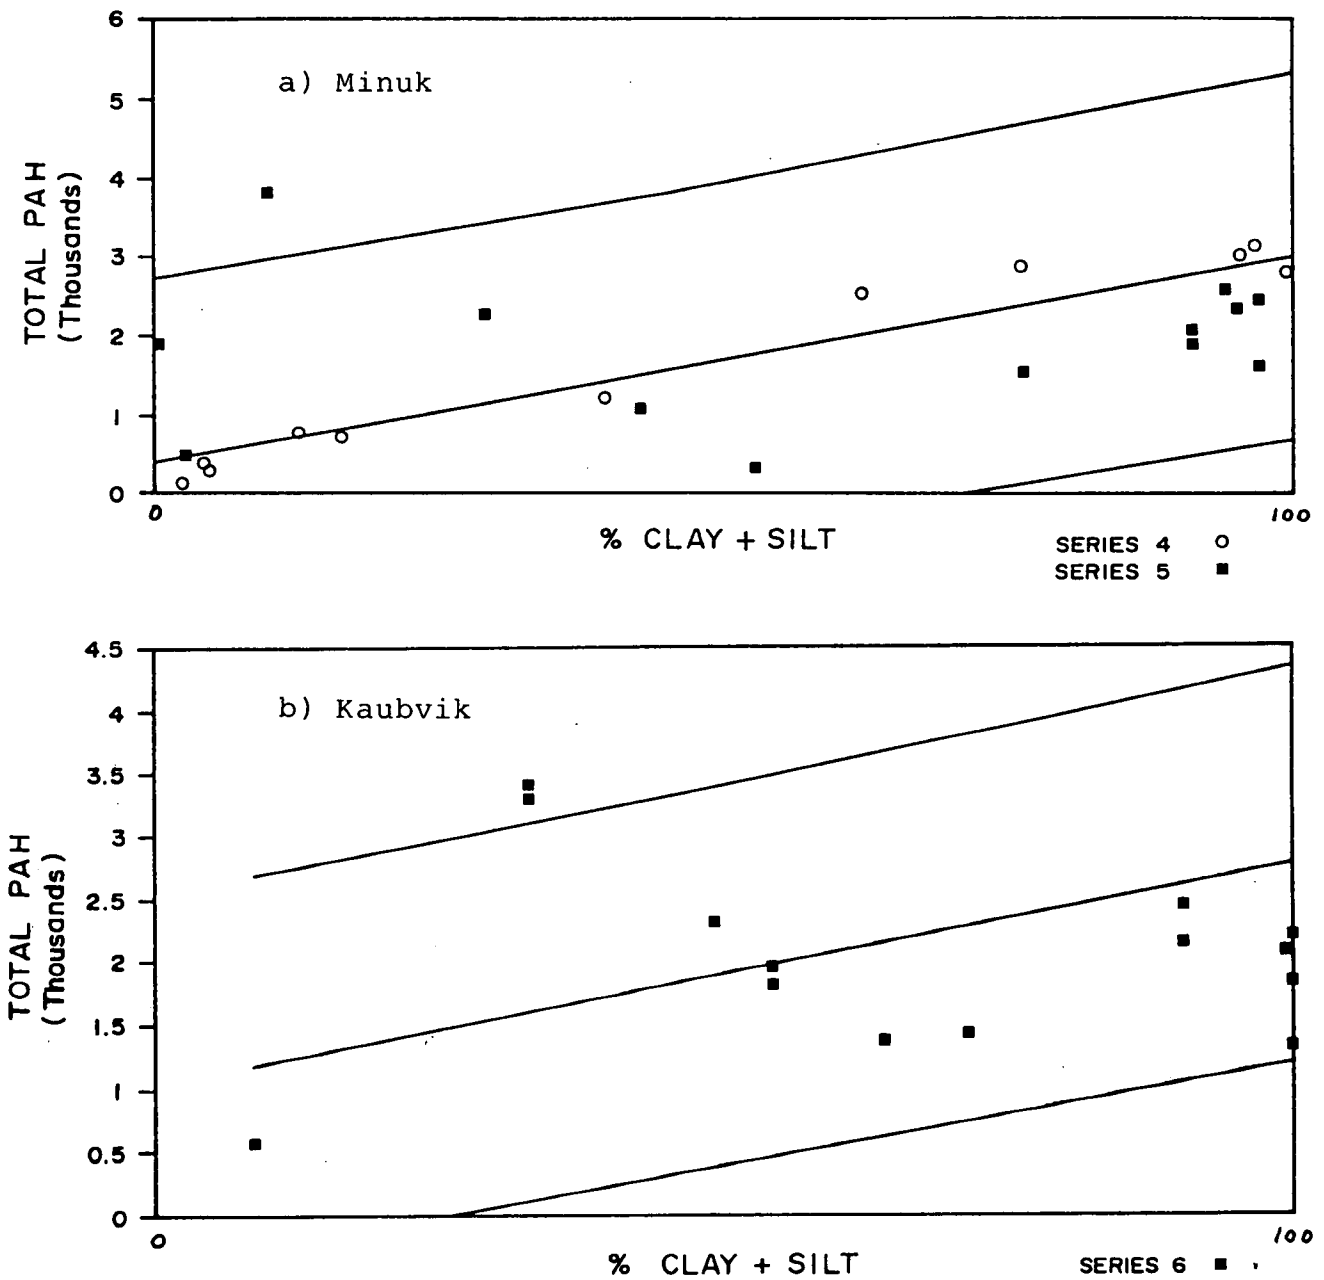 6
a) Minuk
5
4
3
2
1
0
TOTAL PAH
(Thousands)
0
100
% CLAY + SILT
SERIES 4
SERIES 5
4.5
b) Kaubvik
4
3.5
3
2.5
2
1.5
1
0.5
0
TOTAL PAH
(Thousands)
0
100
% CLAY + SILT
SERIES 6